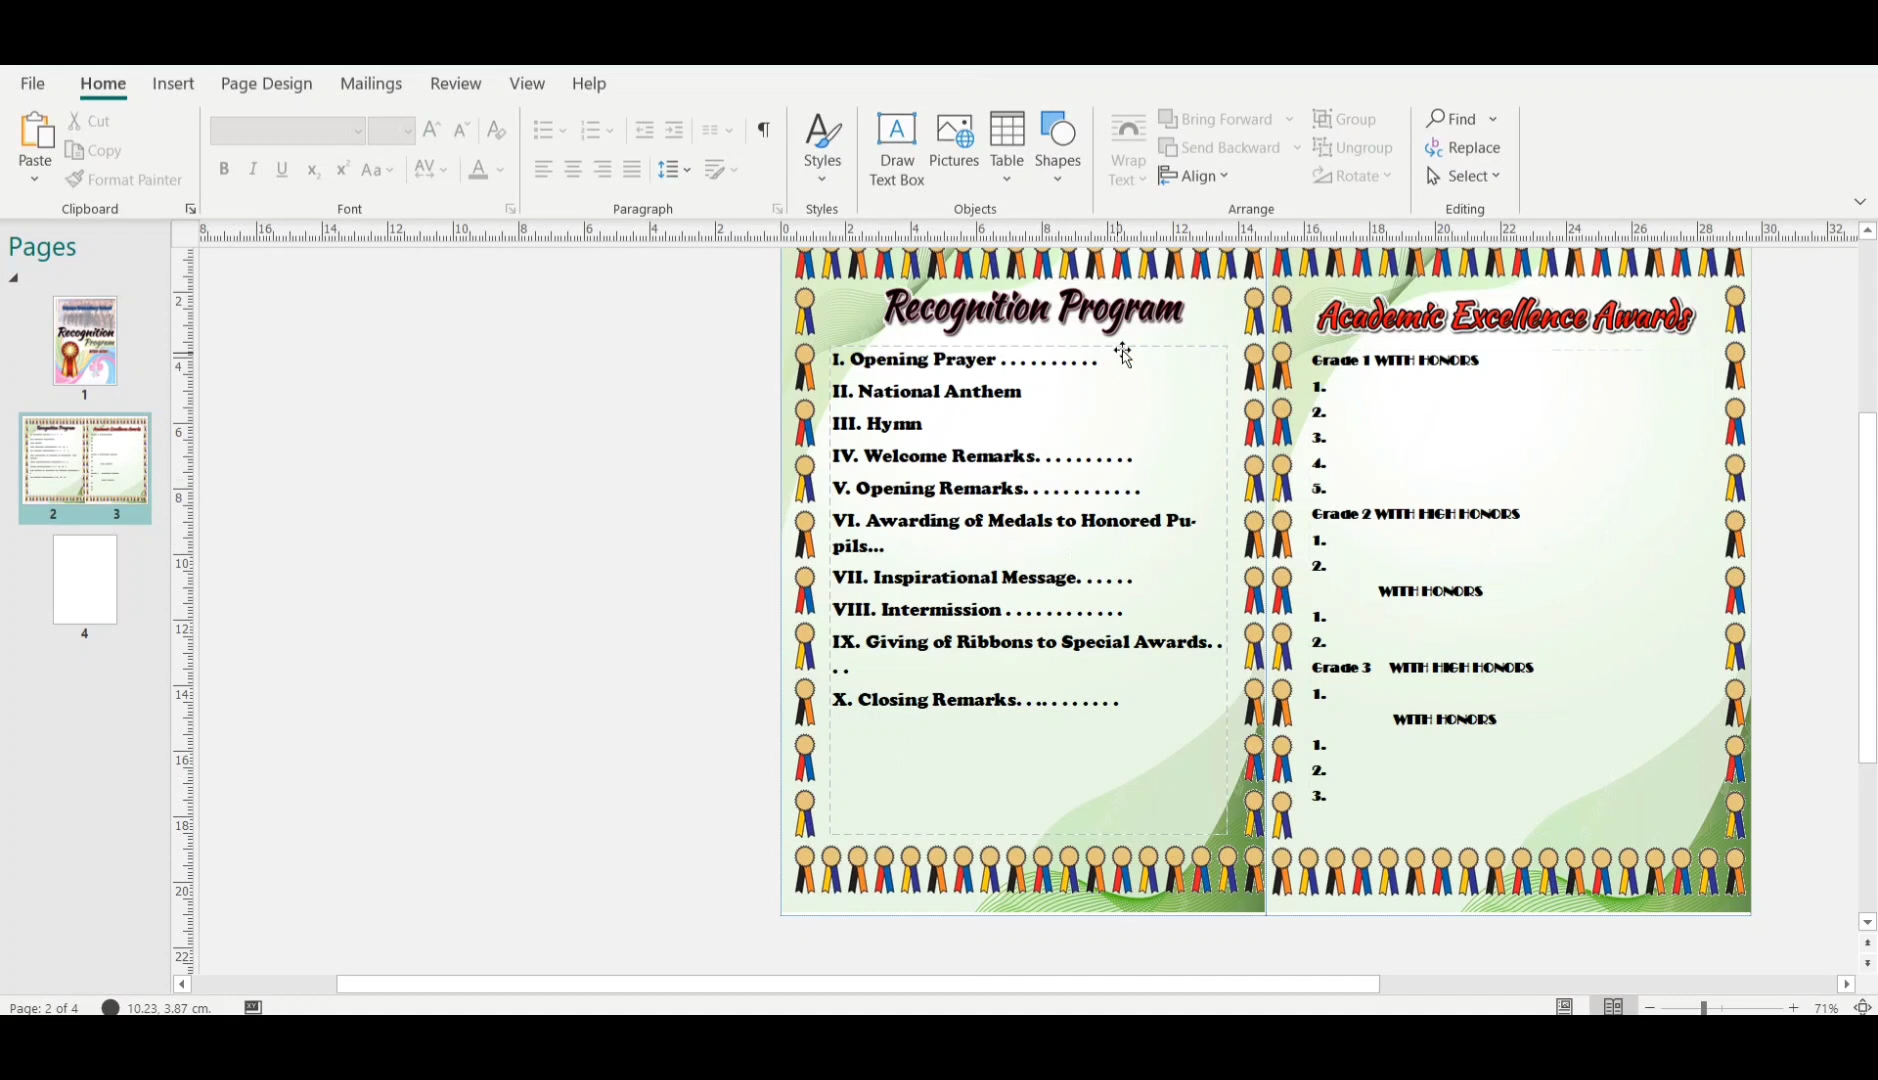 File Home Insert Page Design Mailings Review View Help
Paste
Cut
Copy
Format Painter
Clipboard
Font
Paragraph
Styles
Styles
Draw
Text Box
Pictures
Table
Shapes
Objects
Wrap
Text
Bring Forward
Send Backward
Align
Group
Ungroup
Rotate
Arrange
Find
Replace
Select
Editing
Pages
1
2 3
4
Recognition Program
I. Opening Prayer . . . . . . . . . .
II. National Anthem
III. Hymn
IV. Welcome Remarks. . . . . . . . . .
V. Opening Remarks. . . . . . . . . . . .
VI. Awarding of Medals to Honored Pu-
pils...
VII. Inspirational Message. . . . . .
VIII. Intermission . . . . . . . . . . . .
IX. Giving of Ribbons to Special Awards. .
. .
X. Closing Remarks. . ... . . . . . . .
Academic Excellence Awards
Grade 1 WITH HONORS
1.
2.
3.
4.
5.
Grade 2 WITH HIGH HONORS
1.
2.
WITH HONORS
1.
2.
Grade 3 WITH HIGH HONORS
1.
WITH HONORS
1.
2.
3.
Page: 2 of 4 10.23, 3.87 cm. 71%